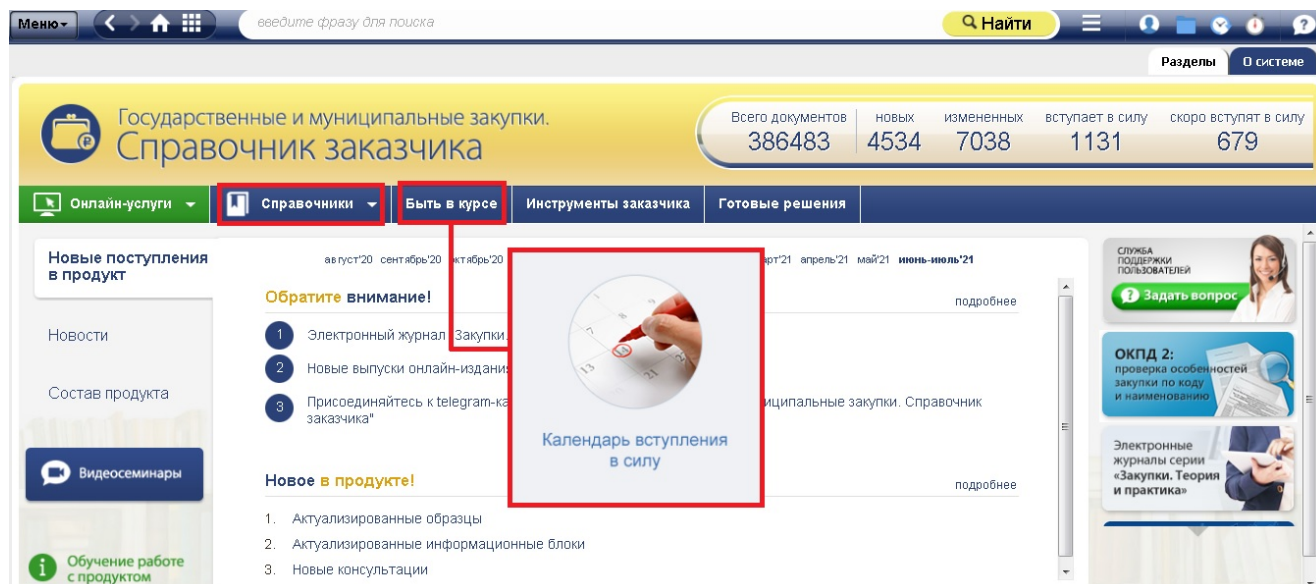 Меню
введите фразу для поиска
Найти
Разделы
О системе
Государственные и муниципальные закупки.
Справочник заказчика
Всего документов
386483
новых
4534
измененных
7038
вступает в силу
1131
скоро вступят в силу
679
Онлайн-услуги
Справочники
Быть в курсе
Инструменты заказчика
Готовые решения
Новые поступления
в продукт
Новости
Состав продукта
Видеосеминары
Обучение работе
с продуктом
август'20 сентябрь'20 октябрь'20
апрель'21 май'21 июнь-июль'21
Обратите внимание!
подробнее
1 Электронный журнал "Закупки.
2 Новые выпуски онлайн-издания
3 Присоединяйтесь к telegram-ка
иципальные закупки. Справочник
заказчика"
Календарь вступления
в силу
Новое в продукте!
подробнее
1. Актуализированные образцы
2. Актуализированные информационные блоки
3. Новые консультации
СЛУЖБА
ПОДДЕРЖКИ
ПОЛЬЗОВАТЕЛЕЙ
Задать вопрос
ОКПД 2:
проверка особенностей
закупки по коду
и наименованию
Электронные
журналы серии
«Закупки. Теория
и практика»